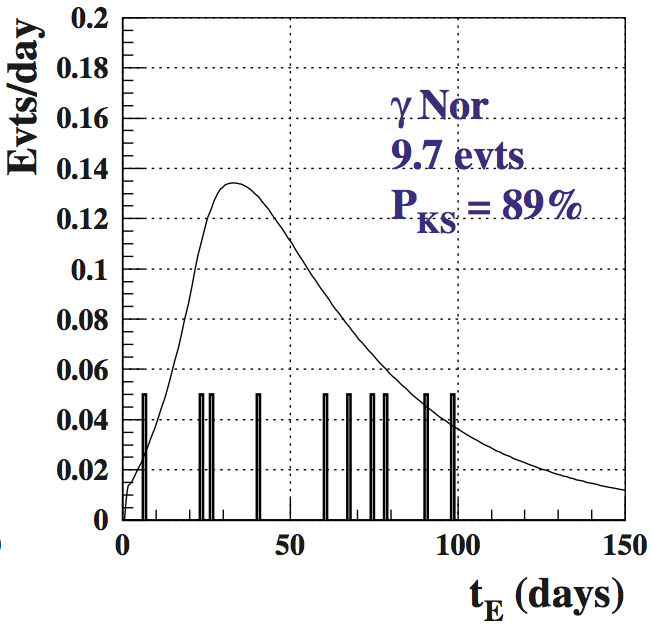 Evts/day
0.2
0.18
0.16
0.14
0.12
0.1
0.08
0.06
0.04
0.02
0
γ Nor
9.7 evts
P_KS = 89%
0 50 100 150
t_E (days)